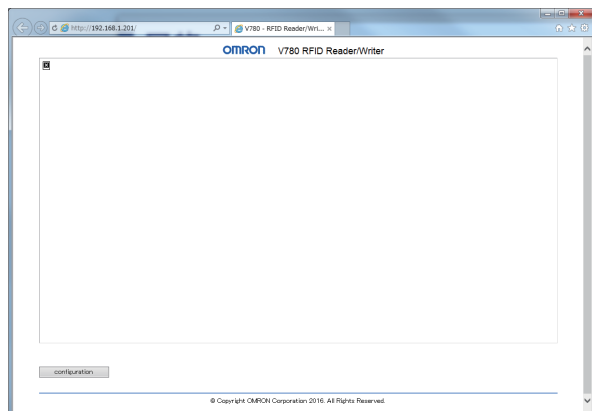 http://192.168.1.201/
V780 - RFID Reader/Wri...
OMRON V780 RFID Reader/Writer
configuration
© Copyright OMRON Corporation 2016. All Rights Reserved.